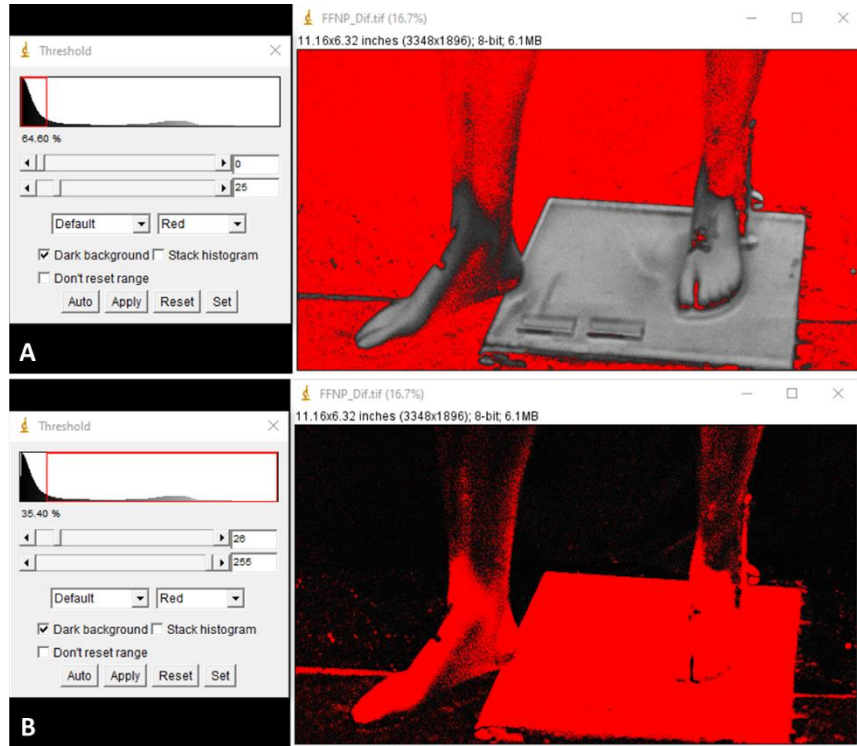 Threshold
64.60 %
0
25
Default Red
Dark background Stack histogram
Don't reset range
Auto Apply Reset Set
A
FFNP_Dif.tif (16.7%)
11.16x6.32 inches (3348x1896); 8-bit; 6.1MB
Threshold
35.40 %
26
255
Default Red
Dark background Stack histogram
Don't reset range
Auto Apply Reset Set
B
FFNP_Dif.tif (16.7%)
11.16x6.32 inches (3348x1896); 8-bit; 6.1MB